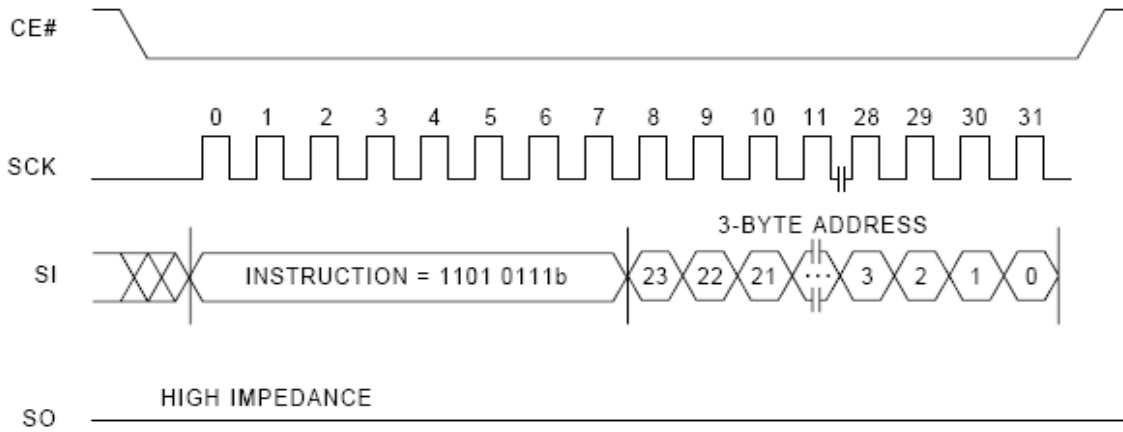 CE#
0 1 2 3 4 5 6 7 8 9 10 11 28 29 30 31
SCK
3-BYTE ADDRESS
SI INSTRUCTION = 1101 0111b 23 22 21 ... 3 2 1 0
HIGH IMPEDANCE
SO